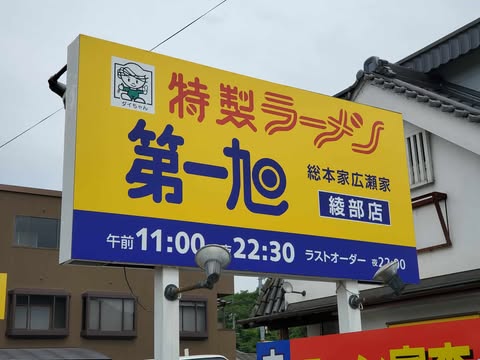 ダイちゃん
特製ラーメン
第一旭
総本家広瀬家
綾部店
午前11:00 22:30 ラストオーダー 夜22:00